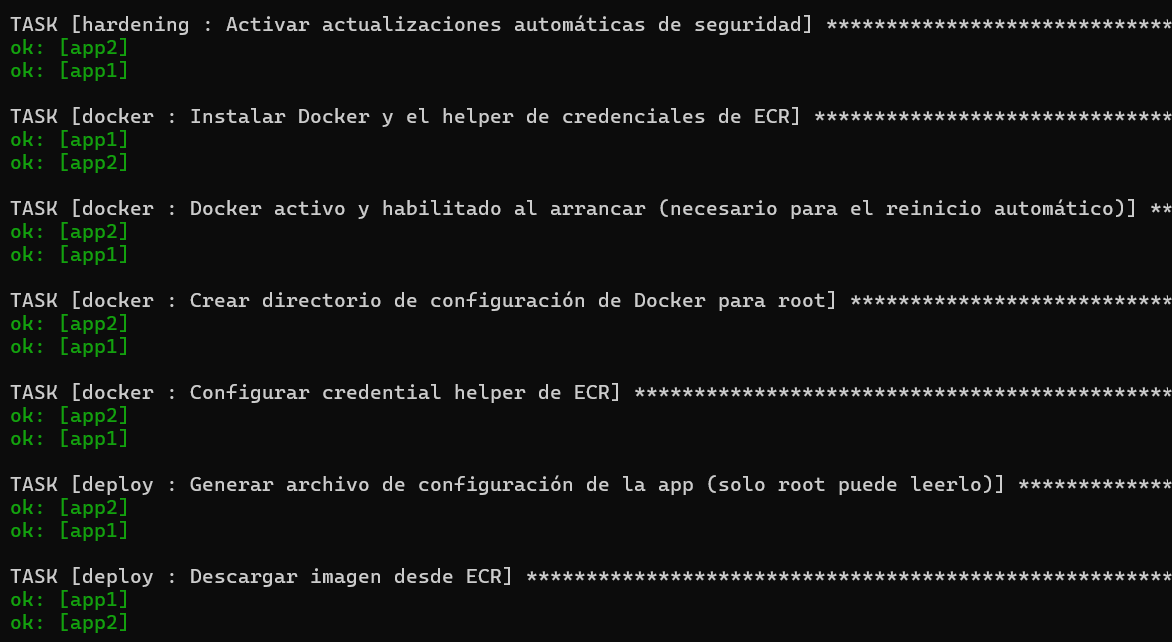 TASK [hardening : Activar actualizaciones automáticas de seguridad] *****************************
ok: [app2]
ok: [app1]
TASK [docker : Instalar Docker y el helper de credenciales de ECR] ******************************
ok: [app1]
ok: [app2]
TASK [docker : Docker activo y habilitado al arrancar (necesario para el reinicio automático)] **
ok: [app2]
ok: [app1]
TASK [docker : Crear directorio de configuración de Docker para root] ***************************
ok: [app2]
ok: [app1]
TASK [docker : Configurar credential helper de ECR] *********************************************
ok: [app2]
ok: [app1]
TASK [deploy : Generar archivo de configuración de la app (solo root puede leerlo)] *************
ok: [app2]
ok: [app1]
TASK [deploy : Descargar imagen desde ECR] ******************************************************
ok: [app1]
ok: [app2]